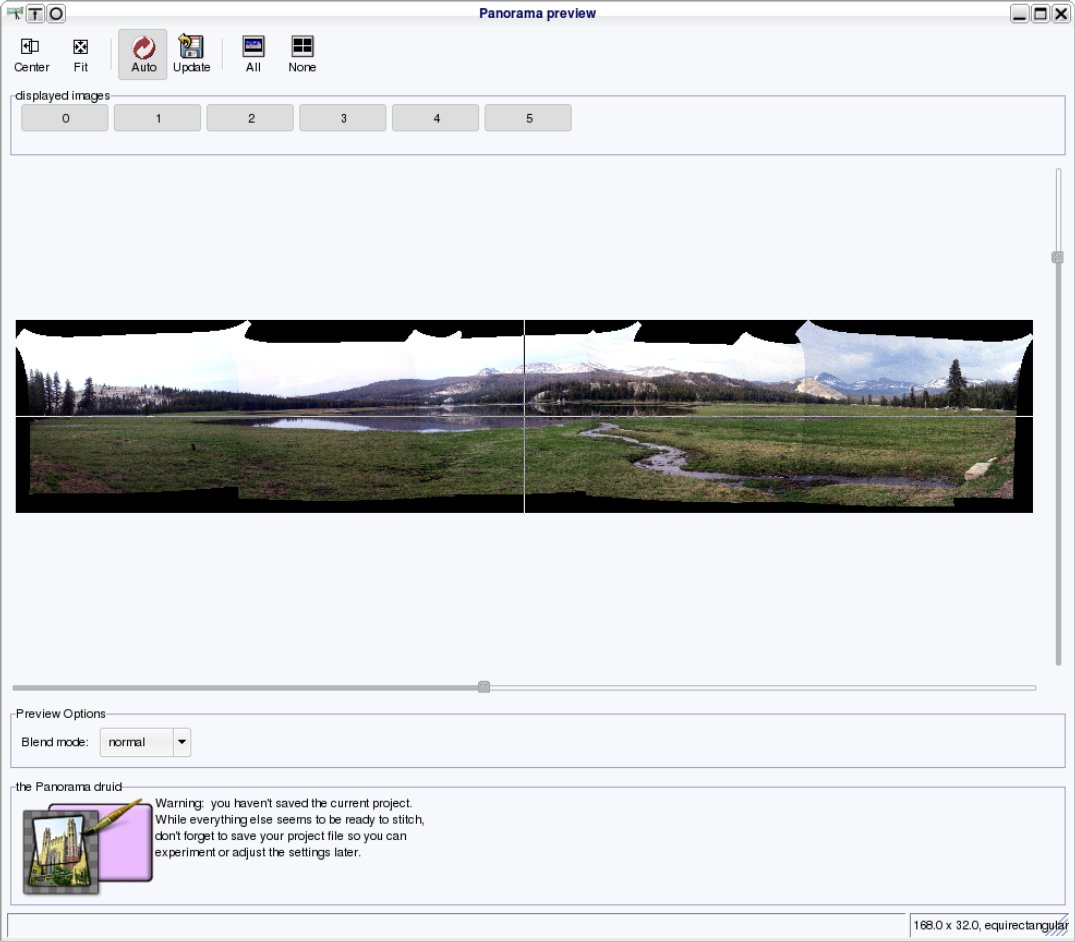 Panorama preview
Center Fit Auto Update All None
displayed images
0 1 2 3 4 5
Preview Options
Blend mode: normal
the Panorama druid
Warning: you haven't saved the current project.
While everything else seems to be ready to stitch,
don't forget to save your project file so you can
experiment or adjust the settings later.
168.0 x 32.0, equirectangular